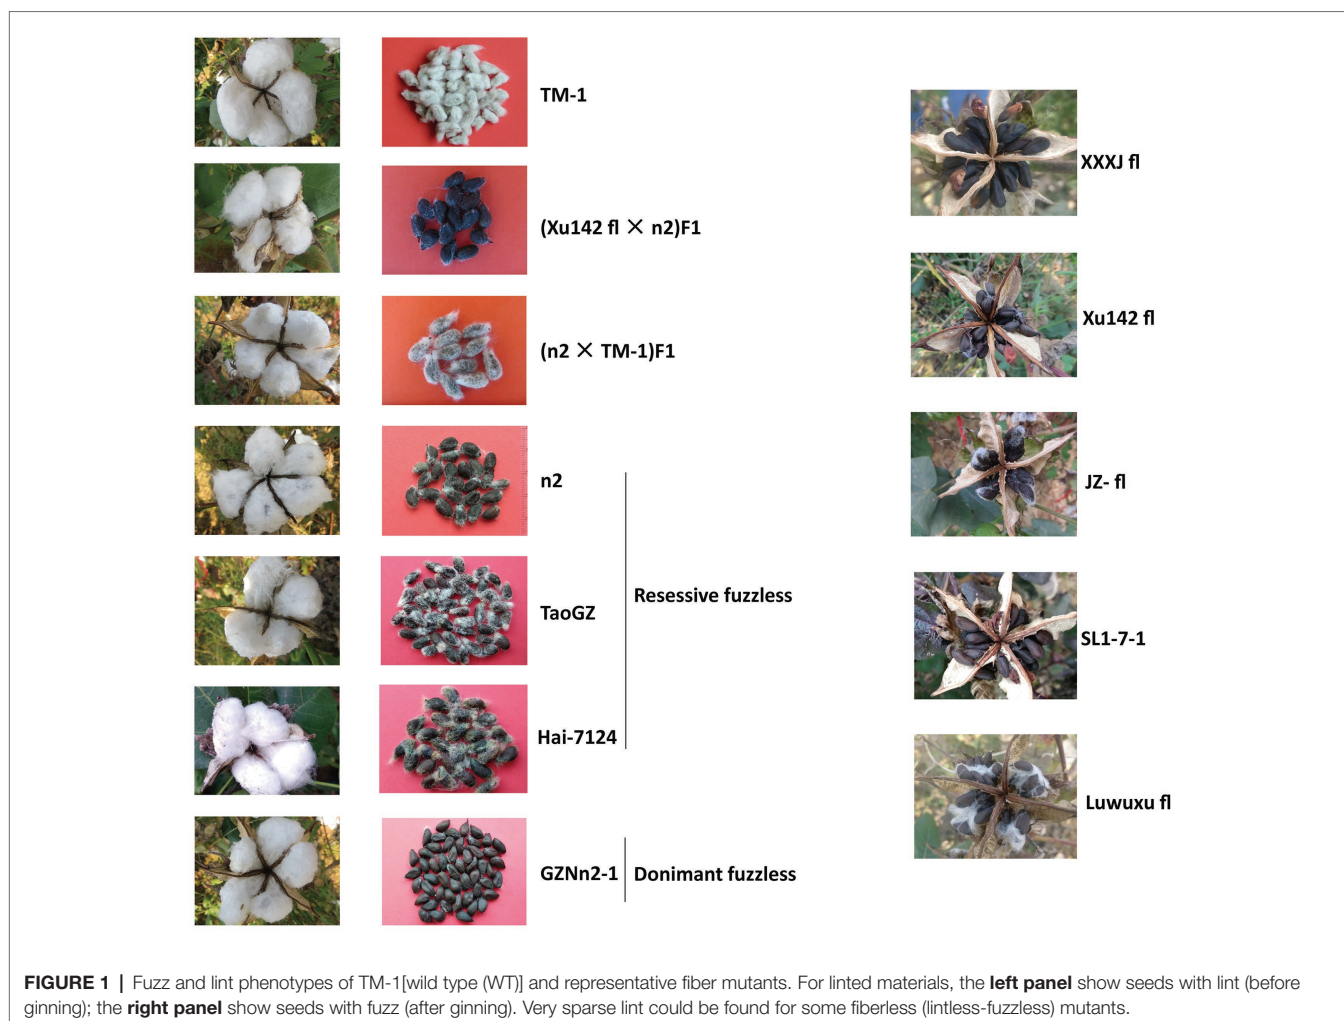 TM-1
(Xu142 fl × n2)F1
(n2 × TM-1)F1
n2
TaoGZ
Resessive fuzzless
Hai-7124
GZNn2-1
Donimant fuzzless
XXXJ fl
Xu142 fl
JZ- fl
SL1-7-1
Luwuxu fl
FIGURE 1 | Fuzz and lint phenotypes of TM-1[wild type (WT)] and representative fiber mutants. For linted materials, the left panel show seeds with lint (before
ginning); the right panel show seeds with fuzz (after ginning). Very sparse lint could be found for some fiberless (lintless-fuzzless) mutants.